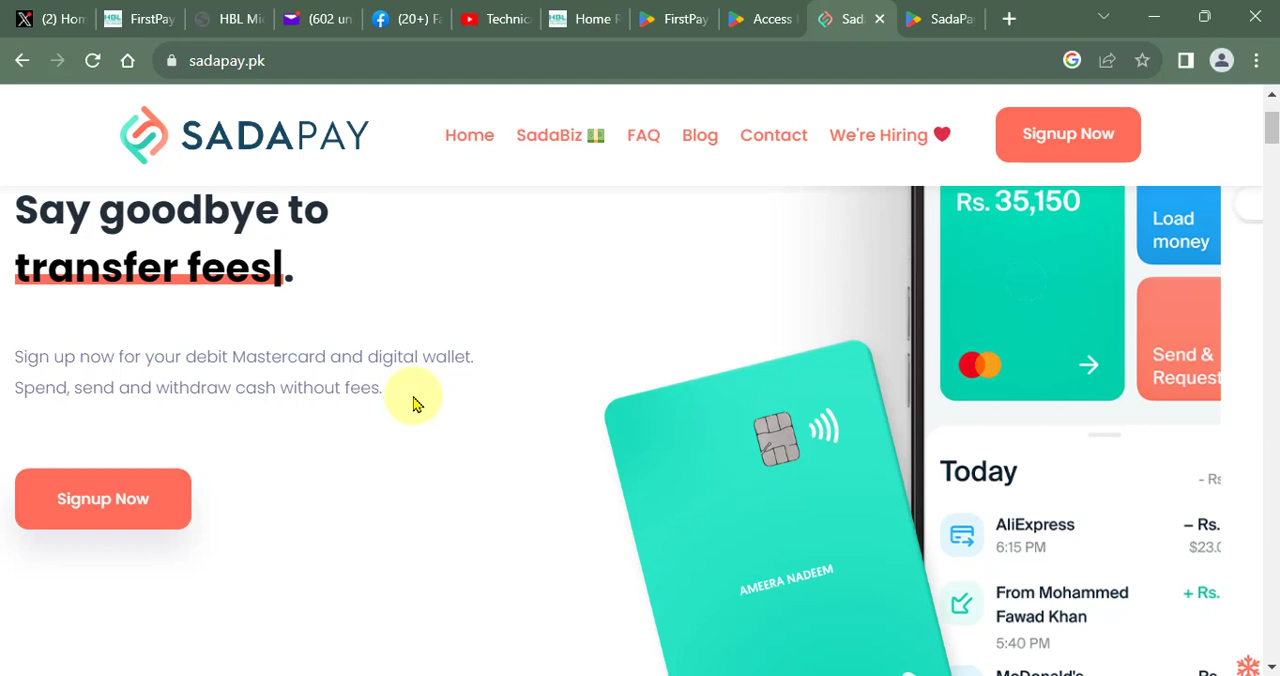 (2) Hom
FirstPay
HBL Mi
(602 un
(20+) Fa
Technic
Home R
FirstPay
Access
Sad
SadaPa
sadapay.pk
SADAPAY
Home
SadaBiz 💵
FAQ
Blog
Contact
We're Hiring ❤️
Signup Now
Say goodbye to
transfer fees|.
Sign up now for your debit Mastercard and digital wallet.
Spend, send and withdraw cash without fees.
Signup Now
AMEERA NADEEM
Rs. 35,150
Load
money
Send &
Request
Today
- Rs
AliExpress
– Rs.
6:15 PM
$23.0
From Mohammed
Fawad Khan
+ Rs.
5:40 PM
McDonald's
Rs